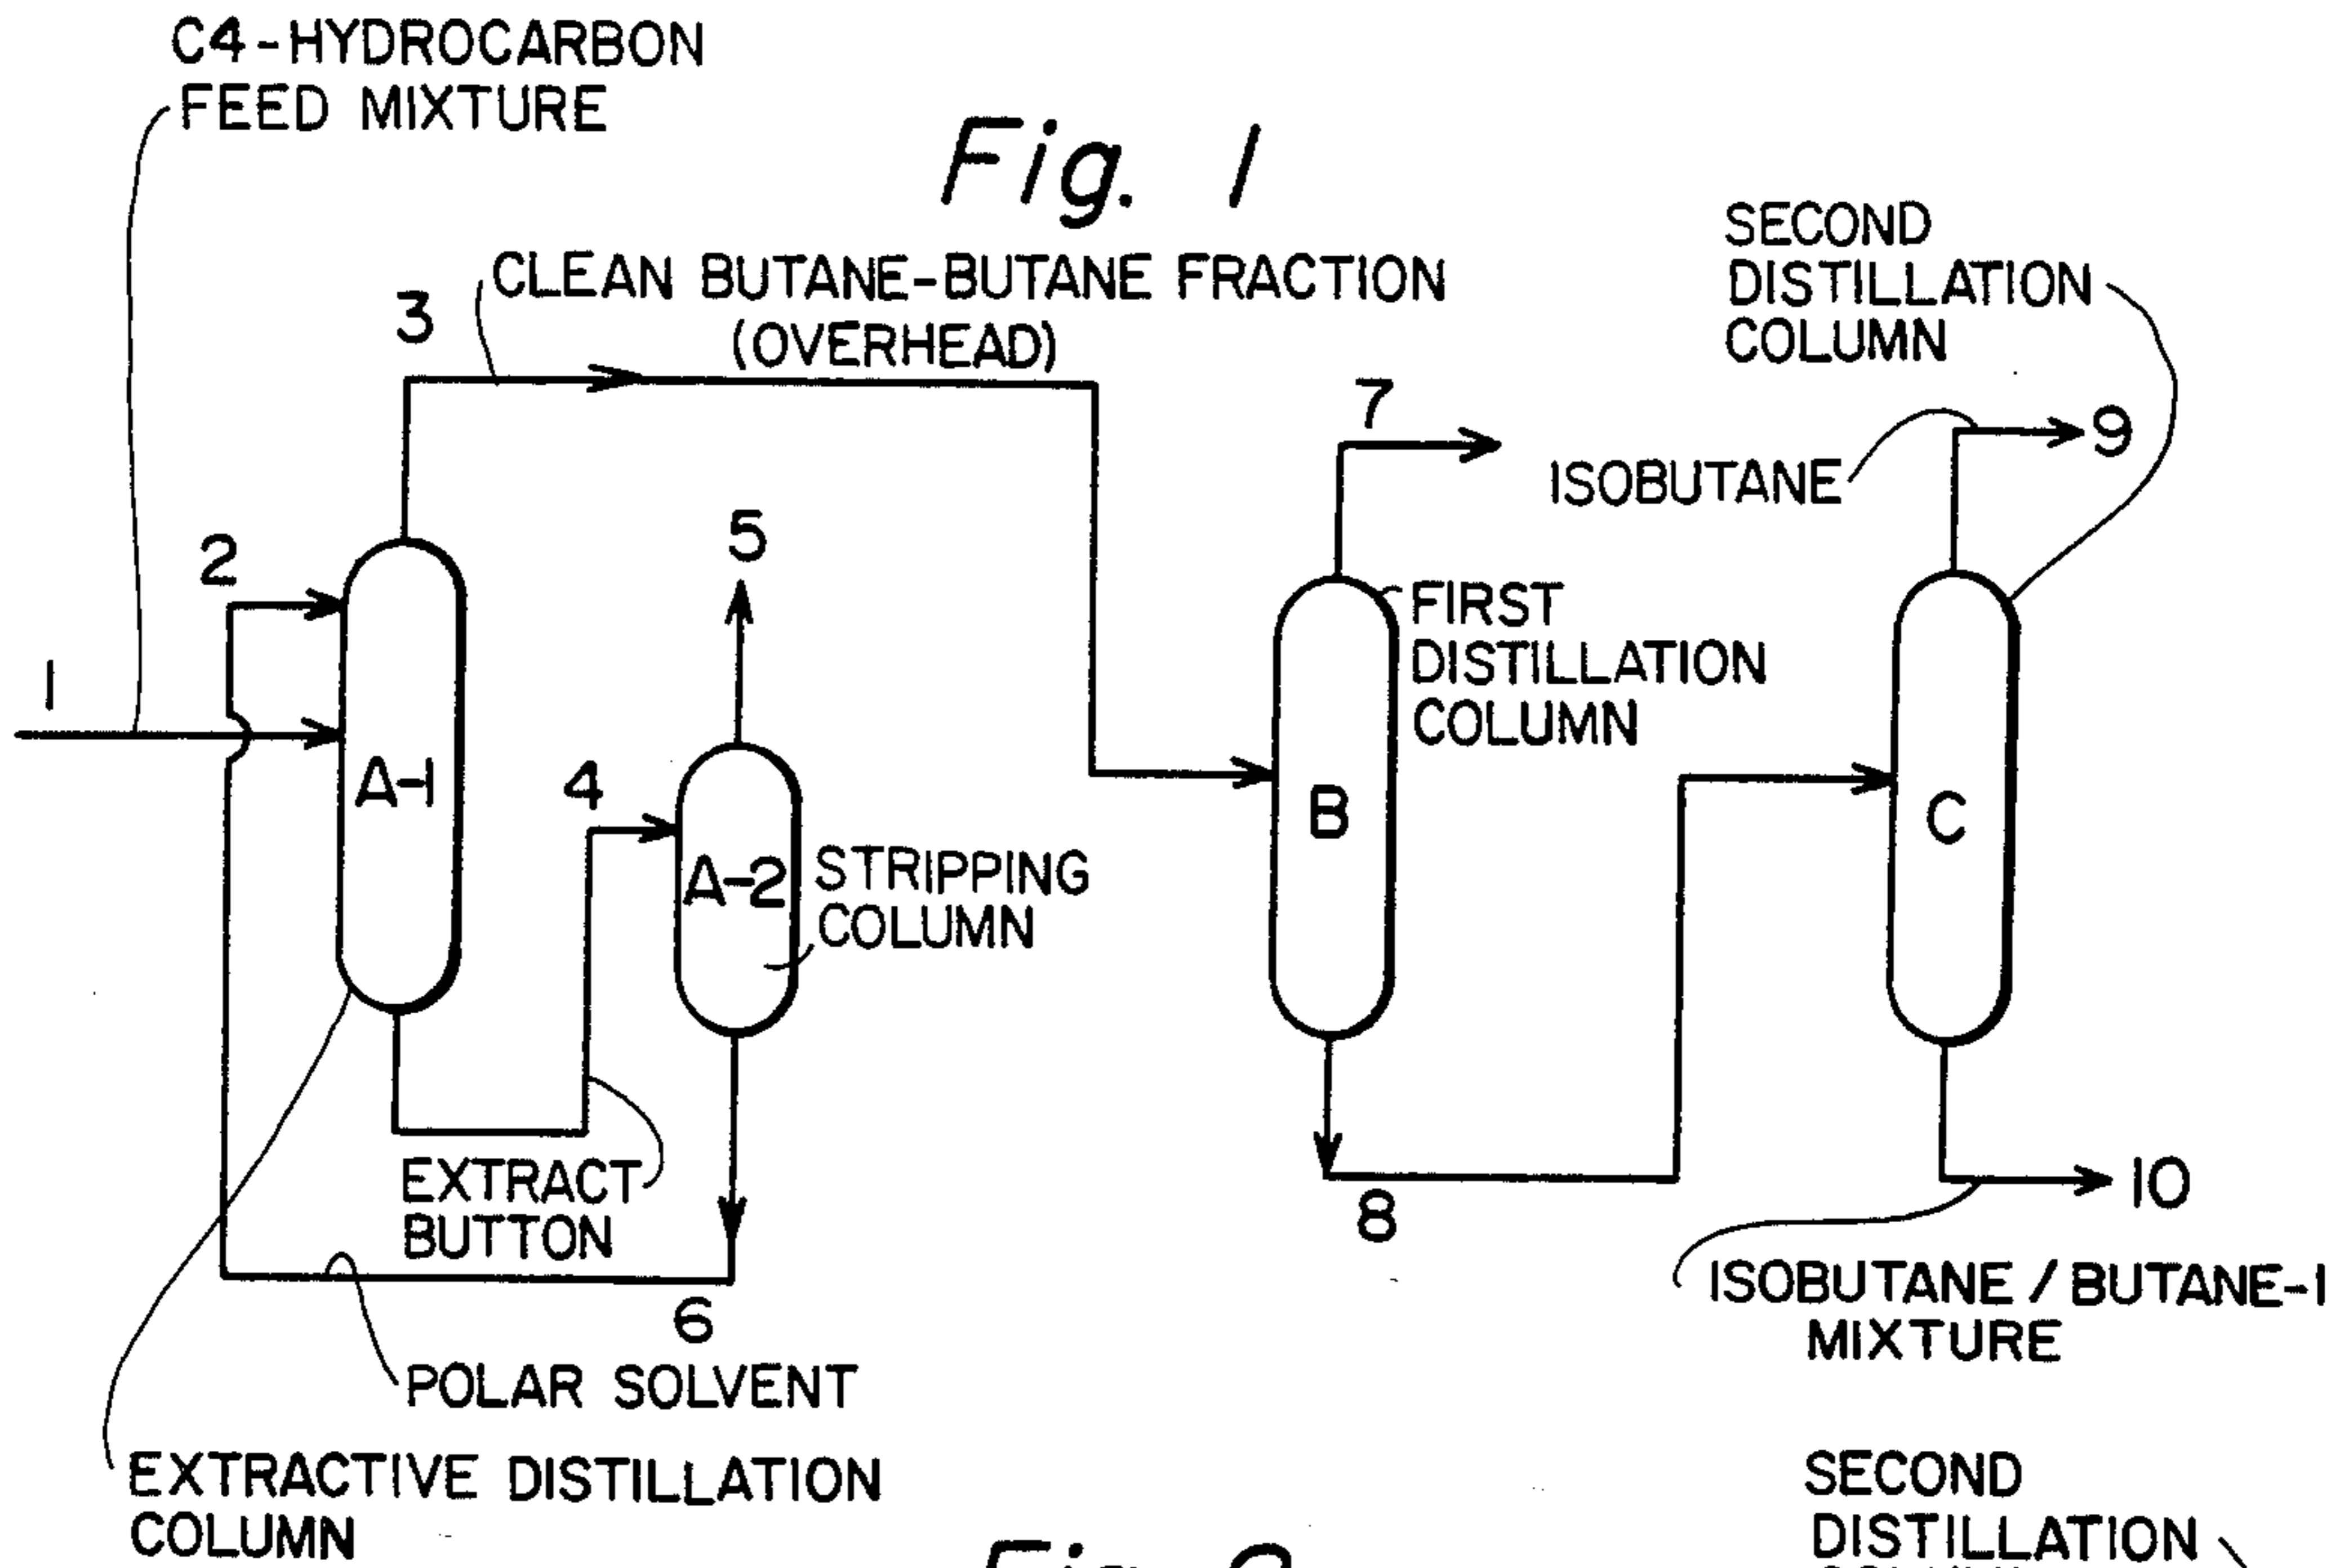 C4-HYDROCARBON
FEED MIXTURE
Fig. 1
SECOND
DISTILLATION
COLUMN
CLEAN BUTANE-BUTANE FRACTION
(OVERHEAD)
3
7
9
ISOBUTANE
5
2
FIRST
DISTILLATION
COLUMN
1
A-1
4
B
C
A-2
STRIPPING
COLUMN
EXTRACT
BUTTON
8
10
ISOBUTANE / BUTANE-1
MIXTURE
6
POLAR SOLVENT
EXTRACTIVE DISTILLATION
COLUMN
SECOND
DISTILLATION